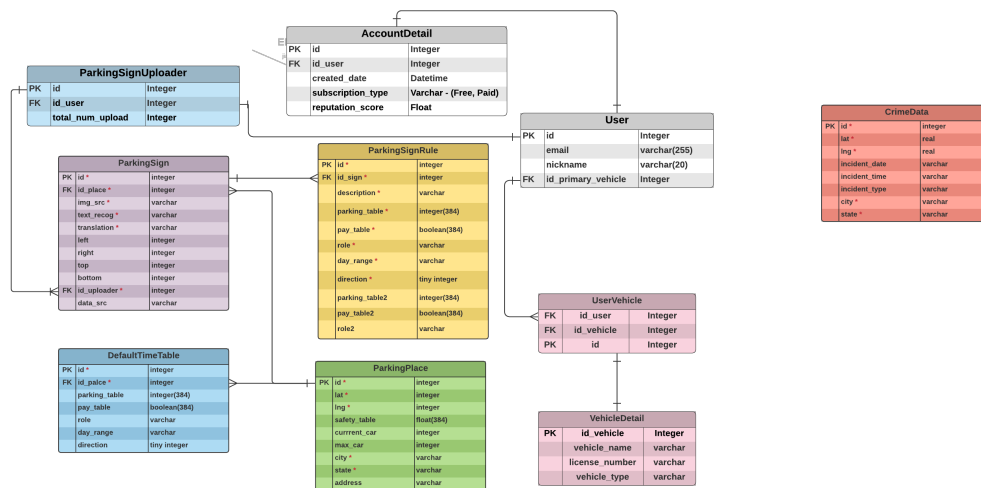 AccountDetail
PK id Integer
FK id_user Integer
created_date Datetime
subscription_type Varchar - (Free, Paid)
reputation_score Float
ParkingSignUploader
PK id Integer
FK id_user Integer
total_num_upload Integer
User
PK id Integer
email varchar(255)
nickname varchar(20)
FK id_primary_vehicle Integer
CrimeData
PK id * integer
lat * real
lng * real
incident_date varchar
incident_time varchar
incident_type varchar
city * varchar
state * varchar
ParkingSign
PK id * integer
FK id_place * integer
img_src * varchar
text_recog * varchar
translation * varchar
left integer
right integer
top integer
bottom integer
FK id_uploader * integer
data_src varchar
ParkingSignRule
PK id * integer
FK id_sign * integer
description * varchar
parking_table * integer(384)
pay_table * boolean(384)
role * varchar
day_range * varchar
direction * tiny integer
parking_table2 integer(384)
pay_table2 boolean(384)
role2 varchar
UserVehicle
FK id_user Integer
FK id_vehicle Integer
PK id Integer
DefaultTimeTable
PK id * integer
FK id_palce * integer
parking_table integer(384)
pay_table boolean(384)
role varchar
day_range varchar
direction tiny integer
ParkingPlace
PK id * integer
lat * integer
lng * integer
safety_table float(384)
currrent_car integer
max_car integer
city * varchar
state * varchar
address varchar
VehicleDetail
PK id_vehicle Integer
vehicle_name varchar
license_number varchar
vehicle_type varchar